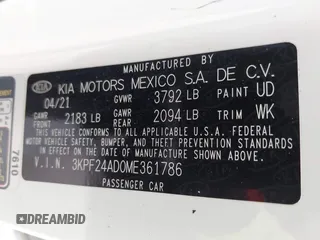 MANUFACTURED BY
KIA KIA MOTORS MEXICO S.A. DE C.V.
04/21 GVWR 3792 LB PAINT UD
GAWR FRONT 2183 LB GAWR REAR 2094 LB TRIM WK
THIS VEHICLE CONFORMS TO ALL APPLICABLE U.S.A. FEDERAL
MOTOR VEHICLE SAFETY, BUMPER, AND THEFT PREVENTION
STANDARDS IN EFFECT ON THE DATE OF MANUFACTURE SHOWN ABOVE.
V.I.N. 3KPF24AD0ME361786
PASSENGER CAR
7610
DREAMBID